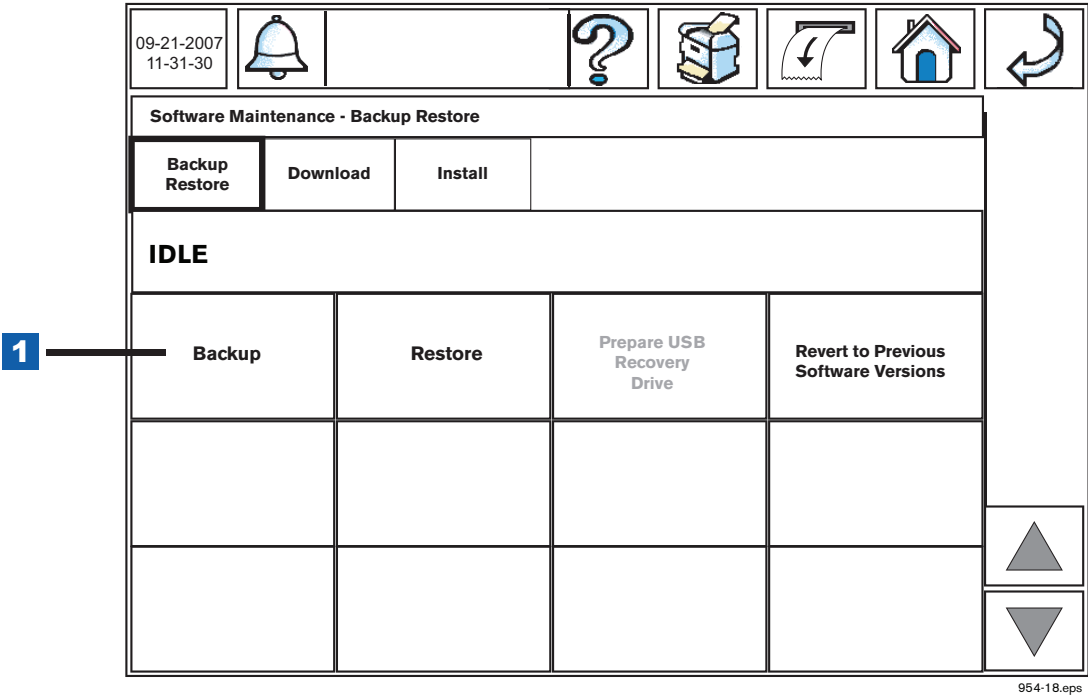 09-21-2007
11-31-30
Software Maintenance - Backup Restore
Backup
Restore
Download
Install
IDLE
1
Backup
Restore
Prepare USB
Recovery
Drive
Revert to Previous
Software Versions
954-18.eps